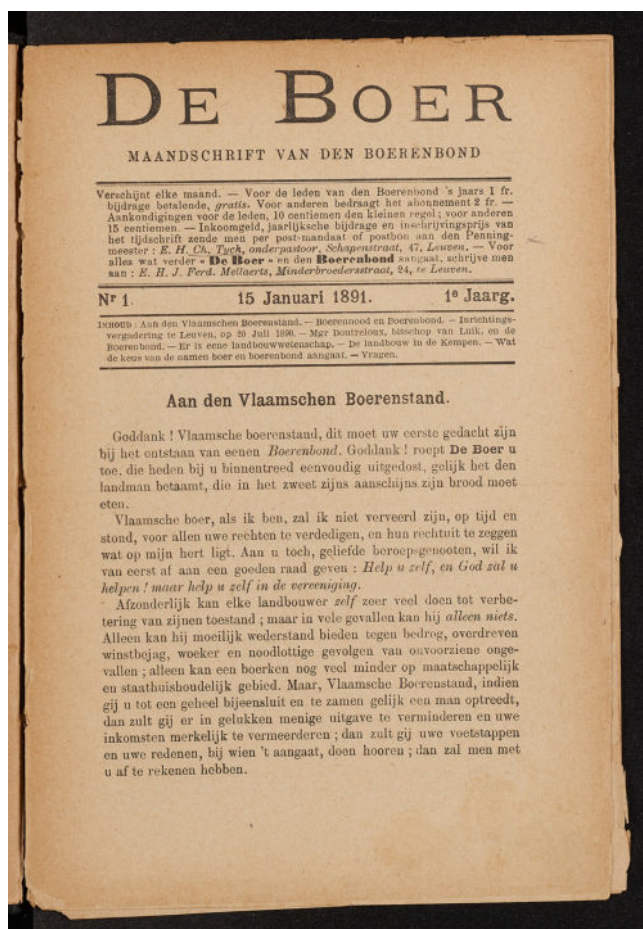 DE BOER
MAANDSCHRIFT VAN DEN BOERENBOND
Verschijnt elke maand. — Voor de leden van den Boerenbond 's jaars 1 fr.
bijdrage betalende, gratis. Voor anderen bedraagt het abonnement 2 fr. —
Aankondigingen voor de leden, 10 centiemen den kleinen regel; voor anderen
15 centiemen. — Inkoomgeld, jaarlijksche bijdrage en inschrijvingsprijs van
het tijdschrift zende men per post-mandaat of postbon aan den Penning-
meester : E. H. Ch. Tych, onderpastoor, Schapenstraat, 47, Leuven. — Voor
alles wat verder « De Boer » en den Boerenbond aangaat, schrijve men
aan : E. H. J. Ferd. Mellaerts, Minderbroedersstraat, 24, te Leuven.
Nr 1. 15 Januari 1891. 1e Jaarg.
INHOUD : Aan den Vlaamschen Boerenstand. — Boerennood en Boerenbond. — Inrichtings-
vergadering te Leuven, op 20 Juli 1890. — Mgr Doutreloux, bisschop van Luik, en de
Boerenbond. — Er is eene landbouwwetenschap. — De landbouw in de Kempen. — Wat
de keus van de namen boer en boerenbond aangaat. — Vragen.
Aan den Vlaamschen Boerenstand.
Goddank ! Vlaamsche boerenstand, dit moet uw eerste gedacht zijn
bij het ontstaan van eenen Boerenbond. Goddank ! roept De Boer u
toe, die heden bij u binnentreed eenvoudig uitgedost, gelijk het den
landman betaamt, die in het zweet zijns aanschijns zijn brood moet
eten.
Vlaamsche boer, als ik ben, zal ik niet verveerd zijn, op tijd en
stond, voor allen uwe rechten te verdedigen, en hun rechtuit te zeggen
wat op mijn hert ligt. Aan u toch, geliefde beroepsgenooten, wil ik
van eerst af aan een goeden raad geven : Help u zelf, en God zal u
helpen ! maar help u zelf in de vereeniging.
Afzonderlijk kan elke landbouwer zelf zeer veel doen tot verbe-
tering van zijnen toestand ; maar in vele gevallen kan hij alleen niets.
Alleen kan hij moeilijk wederstand bieden tegen bedrog, overdreven
winstbejag, woeker en noodlottige gevolgen van onvoorziene onge-
vallen ; alleen kan een boerken nog veel minder op maatschappelijk
en staathuishoudelijk gebied. Maar, Vlaamsche Boerenstand, indien
gij u tot een geheel bijeensluit en te zamen gelijk een man optreedt,
dan zult gij er in gelukken menige uitgave te verminderen en uwe
inkomsten merkelijk te vermeerderen ; dan zult gij uwe voetstappen
en uwe redenen, bij wien 't aangaat, doen hooren ; dan zal men met
u af te rekenen hebben.